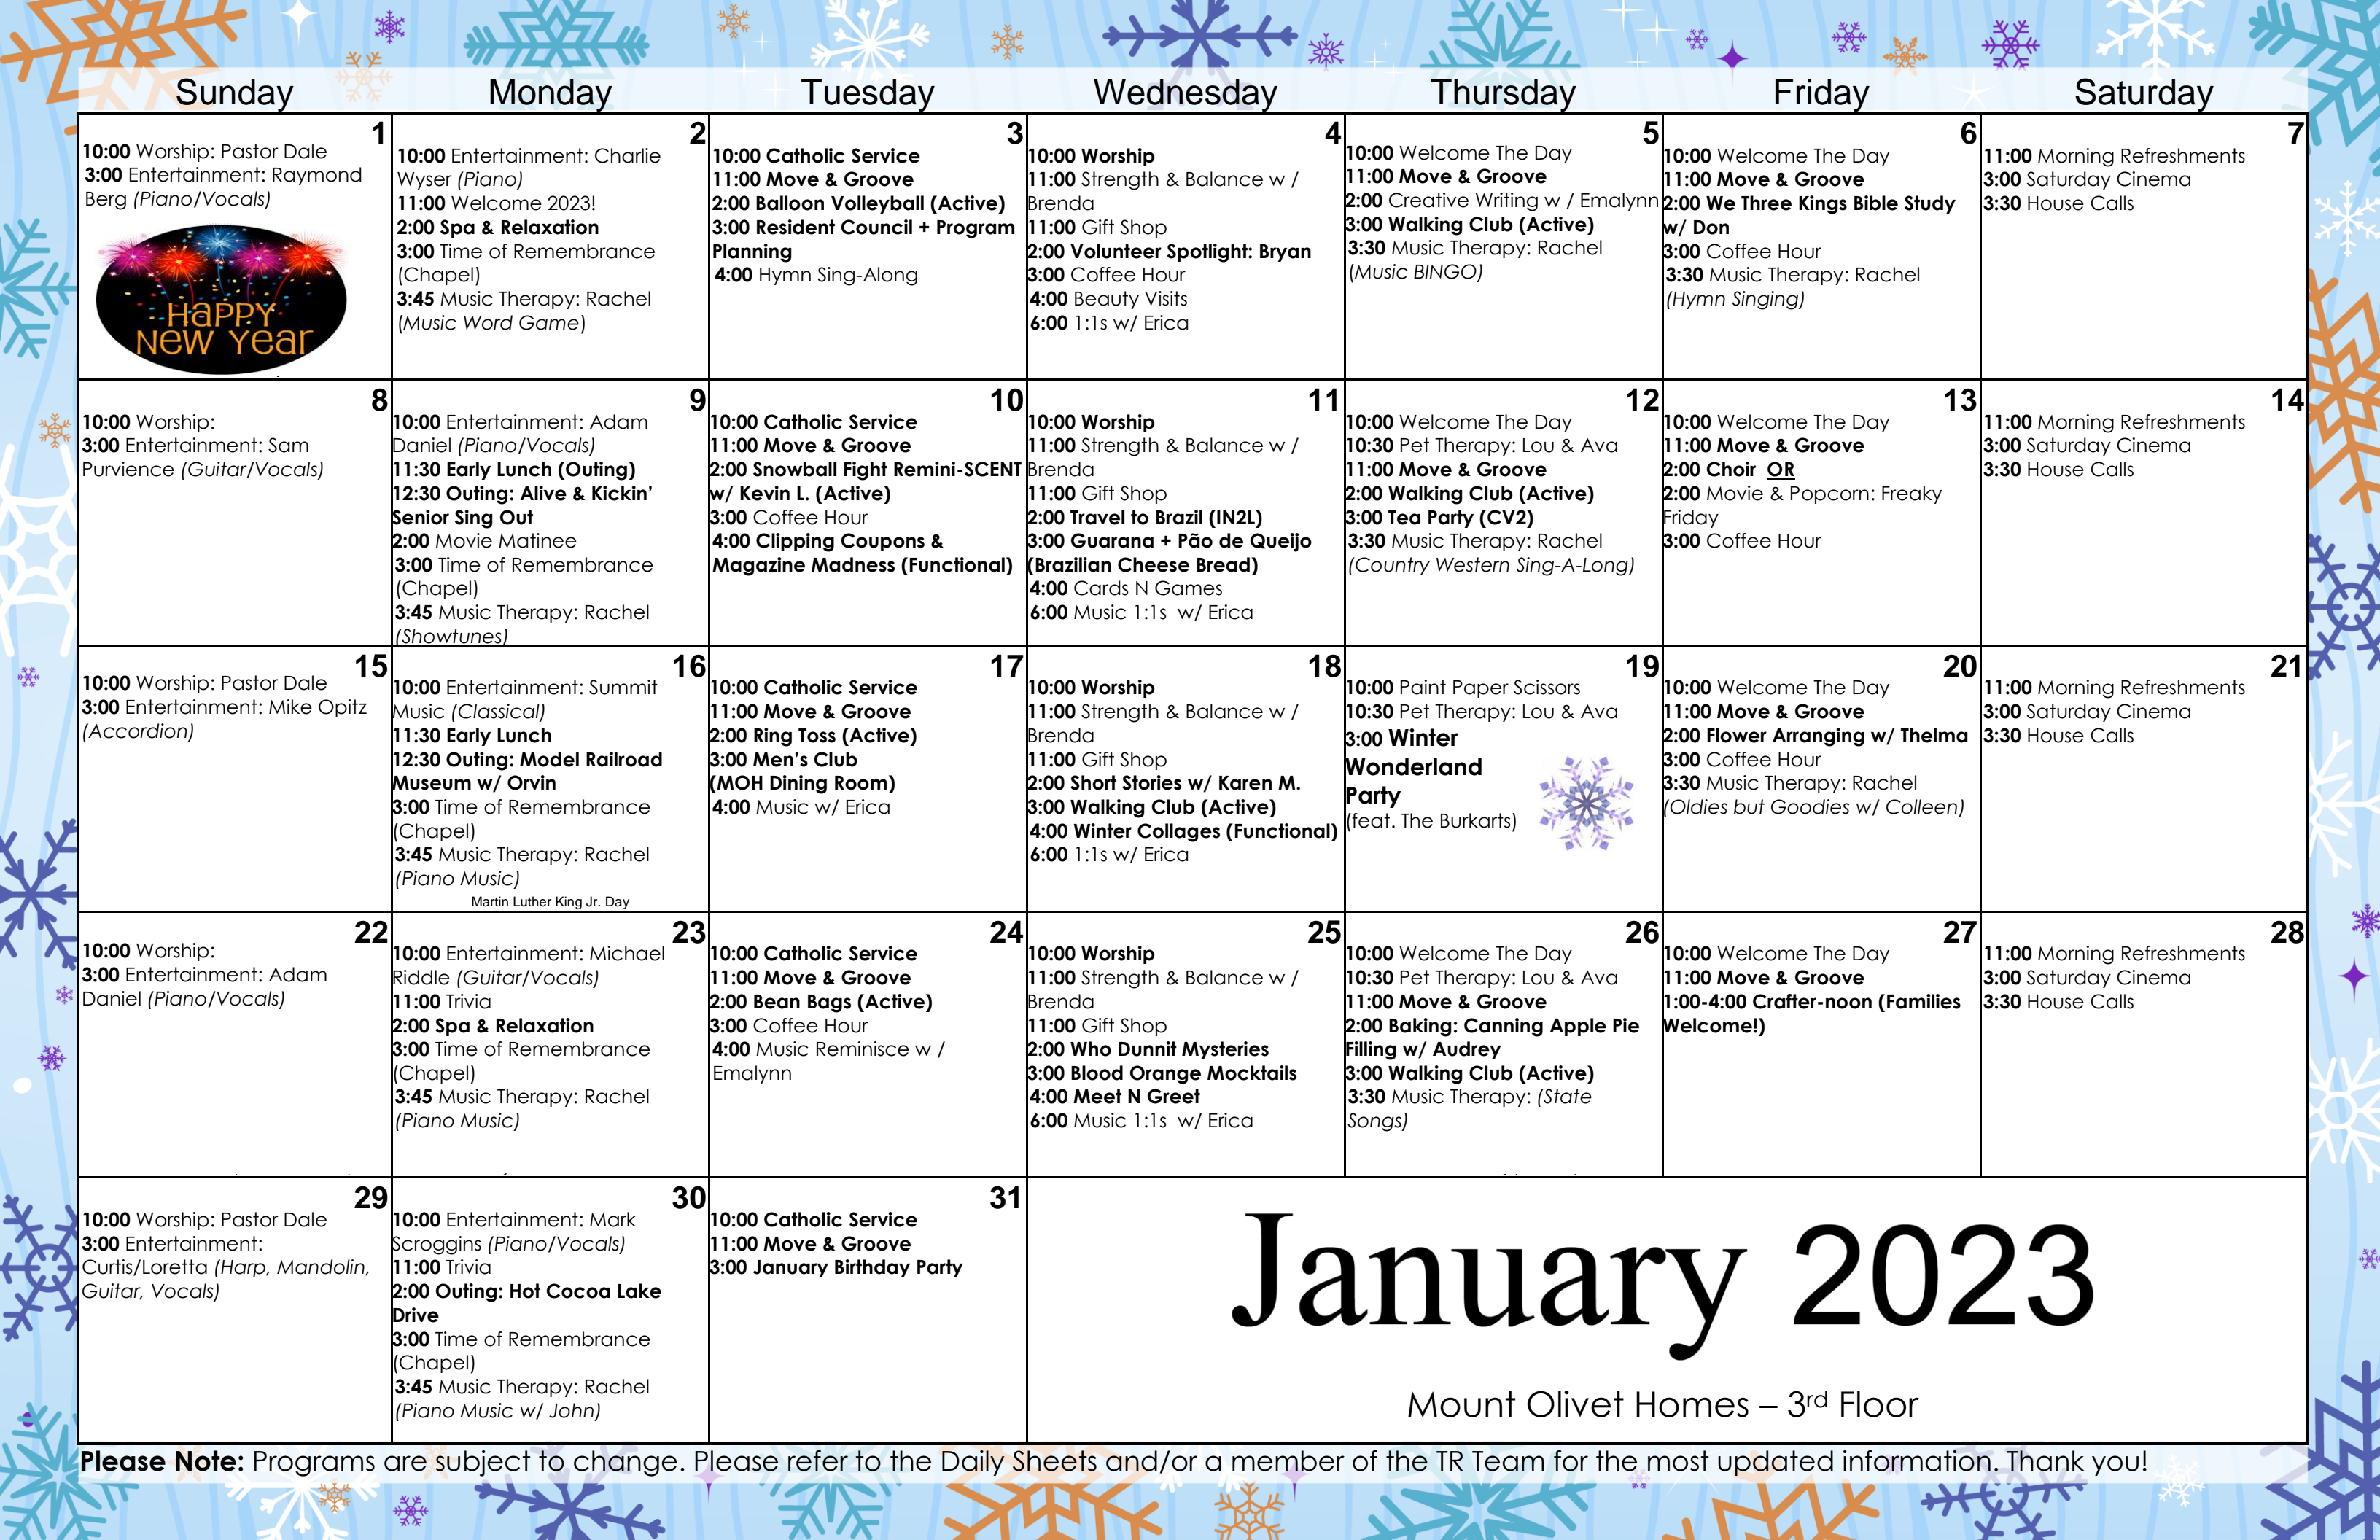 Sunday Monday Tuesday Wednesday Thursday Friday Saturday
1
10:00 Worship: Pastor Dale
3:00 Entertainment: Raymond
Berg (Piano/Vocals)
HAPPY
NEW YEAR
2
10:00 Entertainment: Charlie
Wyser (Piano)
11:00 Welcome 2023!
2:00 Spa & Relaxation
3:00 Time of Remembrance
(Chapel)
3:45 Music Therapy: Rachel
(Music Word Game)
3
10:00 Catholic Service
11:00 Move & Groove
2:00 Balloon Volleyball (Active)
3:00 Resident Council + Program
Planning
4:00 Hymn Sing-Along
4
10:00 Worship
11:00 Strength & Balance w /
Brenda
11:00 Gift Shop
2:00 Volunteer Spotlight: Bryan
3:00 Coffee Hour
4:00 Beauty Visits
6:00 1:1s w/ Erica
5
10:00 Welcome The Day
11:00 Move & Groove
2:00 Creative Writing w / Emalynn
3:00 Walking Club (Active)
3:30 Music Therapy: Rachel
(Music BINGO)
6
10:00 Welcome The Day
11:00 Move & Groove
2:00 We Three Kings Bible Study
w/ Don
3:00 Coffee Hour
3:30 Music Therapy: Rachel
(Hymn Singing)
7
11:00 Morning Refreshments
3:00 Saturday Cinema
3:30 House Calls
8
10:00 Worship:
3:00 Entertainment: Sam
Purvience (Guitar/Vocals)
9
10:00 Entertainment: Adam
Daniel (Piano/Vocals)
11:30 Early Lunch (Outing)
12:30 Outing: Alive & Kickin’
Senior Sing Out
2:00 Movie Matinee
3:00 Time of Remembrance
(Chapel)
3:45 Music Therapy: Rachel
(Showtunes)
10
10:00 Catholic Service
11:00 Move & Groove
2:00 Snowball Fight Remini-SCENT
w/ Kevin L. (Active)
3:00 Coffee Hour
4:00 Clipping Coupons &
Magazine Madness (Functional)
11
10:00 Worship
11:00 Strength & Balance w /
Brenda
11:00 Gift Shop
2:00 Travel to Brazil (IN2L)
3:00 Guarana + Pão de Queijo
(Brazilian Cheese Bread)
4:00 Cards N Games
6:00 Music 1:1s w/ Erica
12
10:00 Welcome The Day
10:30 Pet Therapy: Lou & Ava
11:00 Move & Groove
2:00 Walking Club (Active)
3:00 Tea Party (CV2)
3:30 Music Therapy: Rachel
(Country Western Sing-A-Long)
13
10:00 Welcome The Day
11:00 Move & Groove
2:00 Choir OR
2:00 Movie & Popcorn: Freaky
Friday
3:00 Coffee Hour
14
11:00 Morning Refreshments
3:00 Saturday Cinema
3:30 House Calls
15
10:00 Worship: Pastor Dale
3:00 Entertainment: Mike Opitz
(Accordion)
16
10:00 Entertainment: Summit
Music (Classical)
11:30 Early Lunch
12:30 Outing: Model Railroad
Museum w/ Orvin
3:00 Time of Remembrance
(Chapel)
3:45 Music Therapy: Rachel
(Piano Music)
Martin Luther King Jr. Day
17
10:00 Catholic Service
11:00 Move & Groove
2:00 Ring Toss (Active)
3:00 Men’s Club
(MOH Dining Room)
4:00 Music w/ Erica
18
10:00 Worship
11:00 Strength & Balance w /
Brenda
11:00 Gift Shop
2:00 Short Stories w/ Karen M.
3:00 Walking Club (Active)
4:00 Winter Collages (Functional)
6:00 1:1s w/ Erica
19
10:00 Paint Paper Scissors
10:30 Pet Therapy: Lou & Ava
3:00 Winter
Wonderland
Party
(feat. The Burkarts)
20
10:00 Welcome The Day
11:00 Move & Groove
2:00 Flower Arranging w/ Thelma
3:00 Coffee Hour
3:30 Music Therapy: Rachel
(Oldies but Goodies w/ Colleen)
21
11:00 Morning Refreshments
3:00 Saturday Cinema
3:30 House Calls
22
10:00 Worship:
3:00 Entertainment: Adam
Daniel (Piano/Vocals)
23
10:00 Entertainment: Michael
Riddle (Guitar/Vocals)
11:00 Trivia
2:00 Spa & Relaxation
3:00 Time of Remembrance
(Chapel)
3:45 Music Therapy: Rachel
(Piano Music)
24
10:00 Catholic Service
11:00 Move & Groove
2:00 Bean Bags (Active)
3:00 Coffee Hour
4:00 Music Reminisce w /
Emalynn
25
10:00 Worship
11:00 Strength & Balance w /
Brenda
11:00 Gift Shop
2:00 Who Dunnit Mysteries
3:00 Blood Orange Mocktails
4:00 Meet N Greet
6:00 Music 1:1s w/ Erica
26
10:00 Welcome The Day
10:30 Pet Therapy: Lou & Ava
11:00 Move & Groove
2:00 Baking: Canning Apple Pie
Filling w/ Audrey
3:00 Walking Club (Active)
3:30 Music Therapy: (State
Songs)
27
10:00 Welcome The Day
11:00 Move & Groove
1:00-4:00 Crafter-noon (Families
Welcome!)
28
11:00 Morning Refreshments
3:00 Saturday Cinema
3:30 House Calls
29
10:00 Worship: Pastor Dale
3:00 Entertainment:
Curtis/Loretta (Harp, Mandolin,
Guitar, Vocals)
30
10:00 Entertainment: Mark
Scroggins (Piano/Vocals)
11:00 Trivia
2:00 Outing: Hot Cocoa Lake
Drive
3:00 Time of Remembrance
(Chapel)
3:45 Music Therapy: Rachel
(Piano Music w/ John)
31
10:00 Catholic Service
11:00 Move & Groove
3:00 January Birthday Party
January 2023
Mount Olivet Homes – 3rd Floor
Please Note: Programs are subject to change. Please refer to the Daily Sheets and/or a member of the TR Team for the most updated information. Thank you!